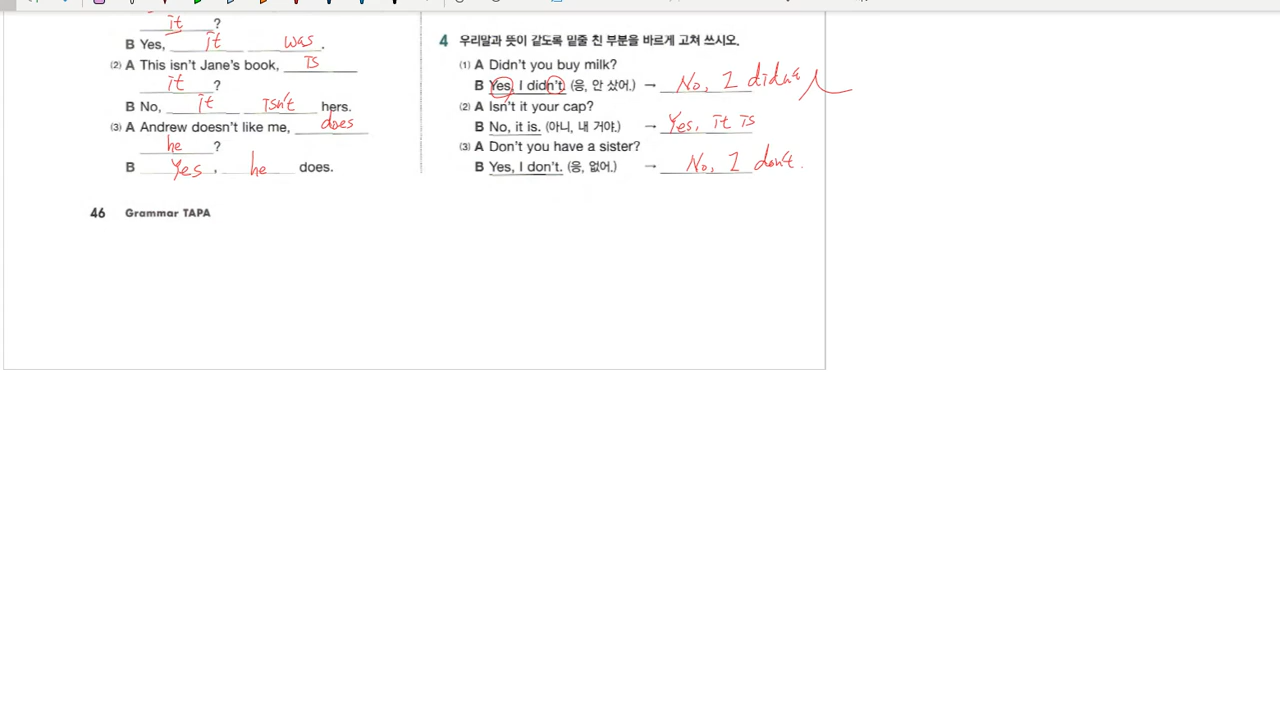 it ?
B Yes, it was.
(2) A This isn't Jane's book, is
it ?
B No, it isn't hers.
(3) A Andrew doesn't like me, does
he ?
B Yes, he does.
46 Grammar TAPA
4 우리말과 뜻이 같도록 밑줄 친 부분을 바르게 고쳐 쓰시오.
(1) A Didn't you buy milk?
B Yes, I didn't (응, 안 샀어.) → No, I didn't
(2) A Isn't it your cap?
B No, it is. (아니, 내 거야.) → Yes, it is
(3) A Don't you have a sister?
B Yes, I don't. (응, 없어.) → No, I don't.